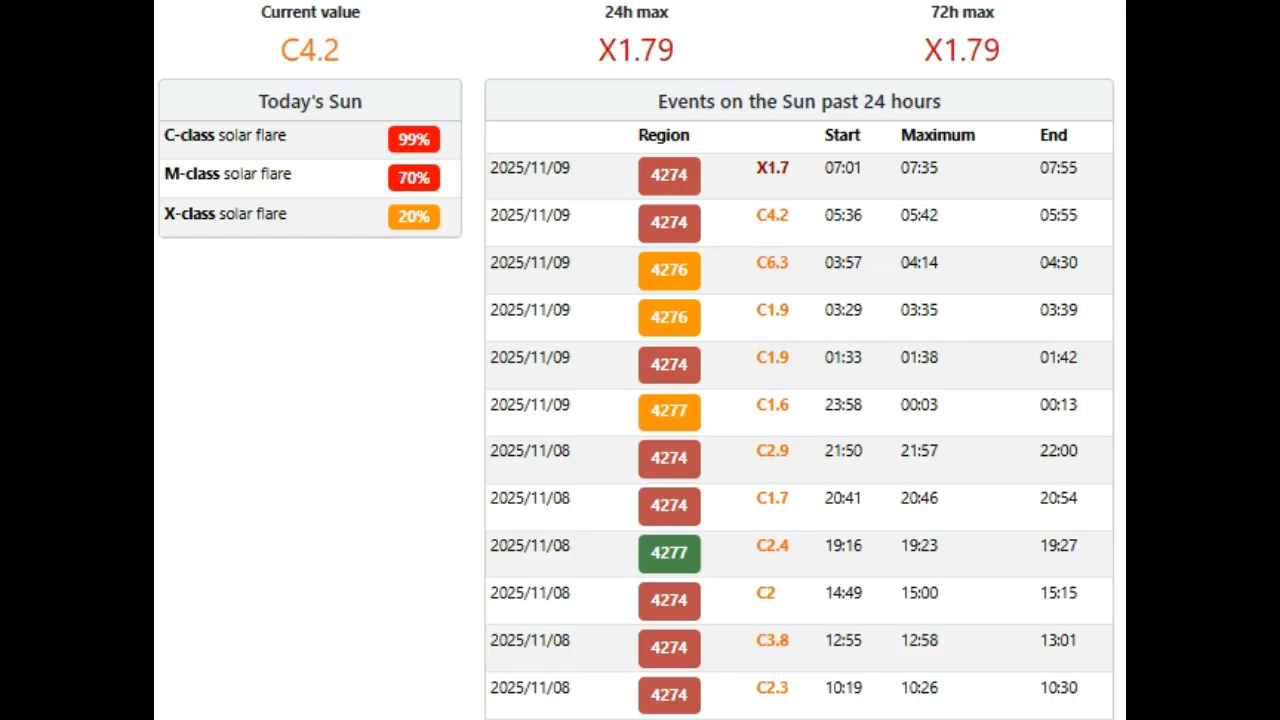 Current value 24h max 72h max
C4.2 X1.79 X1.79
Today's Sun
C-class solar flare 99%
M-class solar flare 70%
X-class solar flare 20%
Events on the Sun past 24 hours
Region Start Maximum End
2025/11/09 4274 X1.7 07:01 07:35 07:55
2025/11/09 4274 C4.2 05:36 05:42 05:55
2025/11/09 4276 C6.3 03:57 04:14 04:30
2025/11/09 4276 C1.9 03:29 03:35 03:39
2025/11/09 4274 C1.9 01:33 01:38 01:42
2025/11/09 4277 C1.6 23:58 00:03 00:13
2025/11/08 4274 C2.9 21:50 21:57 22:00
2025/11/08 4274 C1.7 20:41 20:46 20:54
2025/11/08 4277 C2.4 19:16 19:23 19:27
2025/11/08 4274 C2 14:49 15:00 15:15
2025/11/08 4274 C3.8 12:55 12:58 13:01
2025/11/08 4274 C2.3 10:19 10:26 10:30